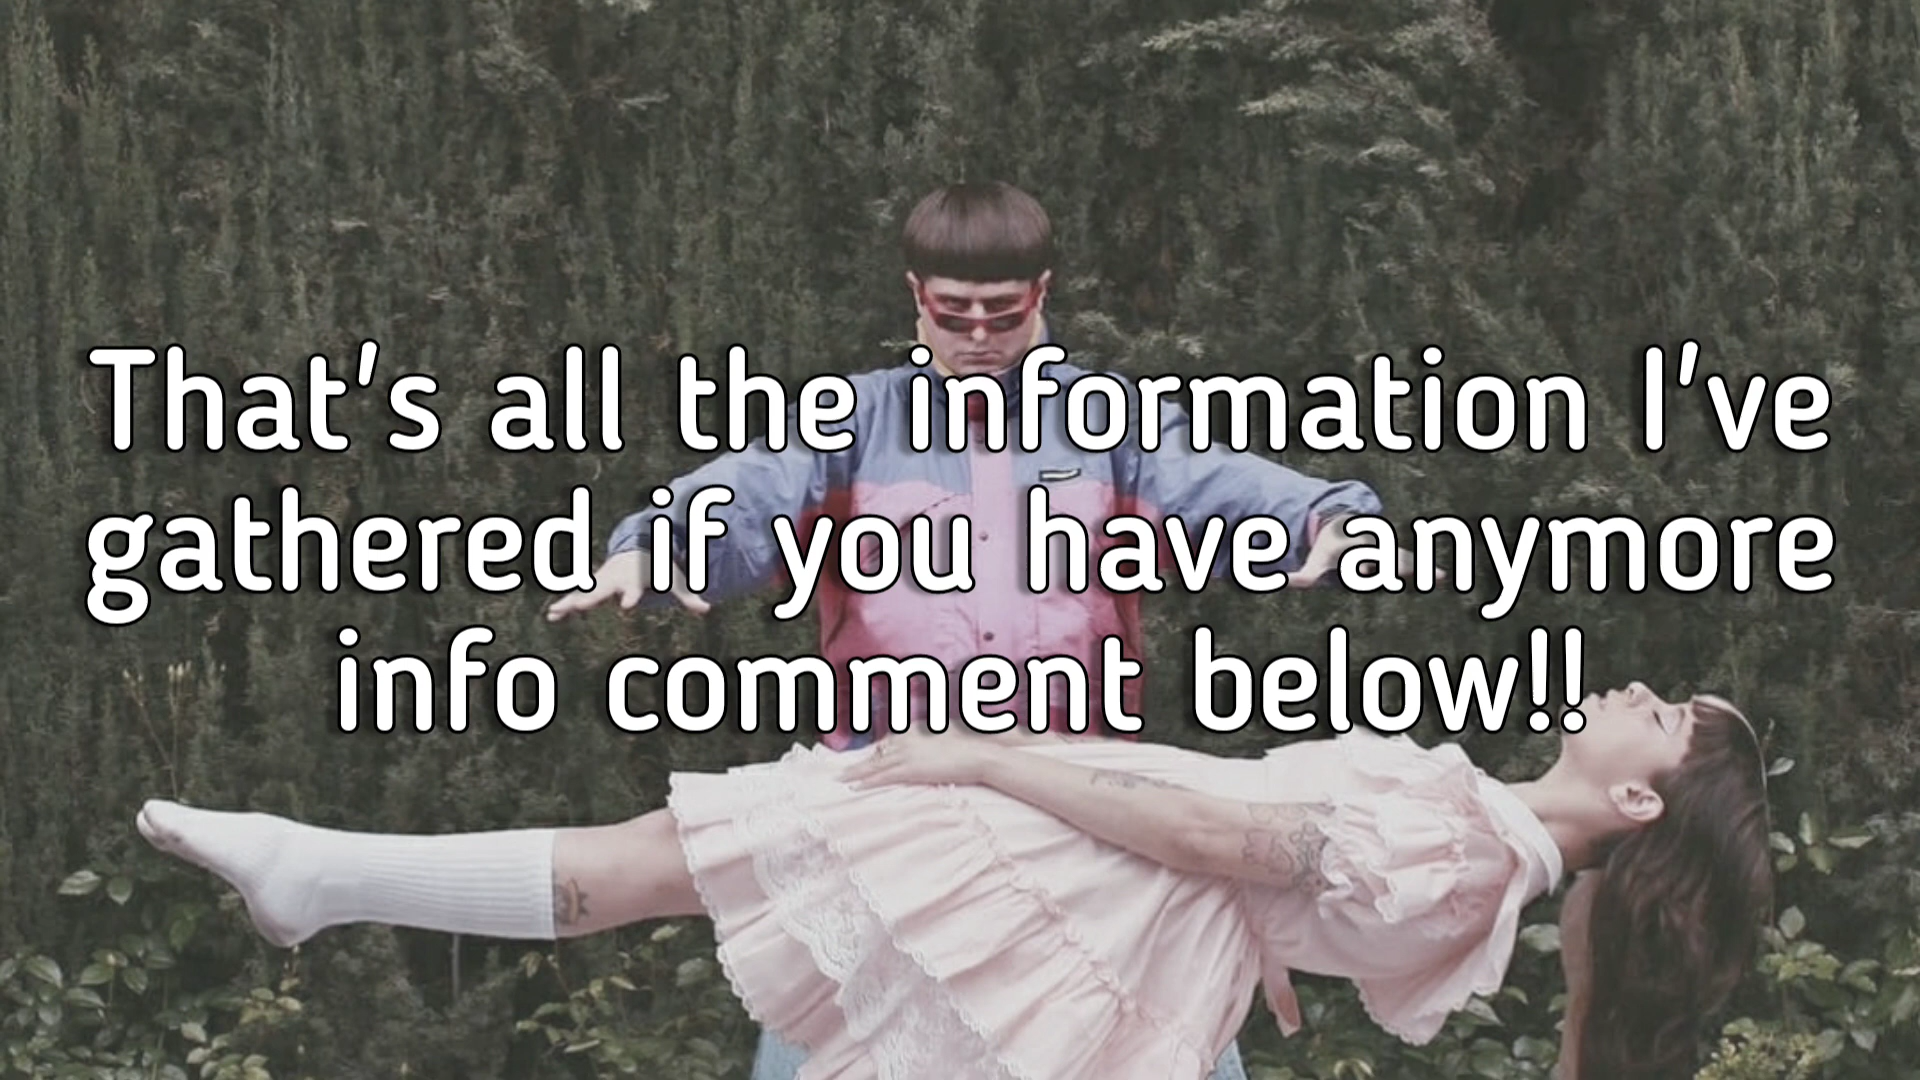 That's all the information I've
gathered if you have anymore
info comment below!!